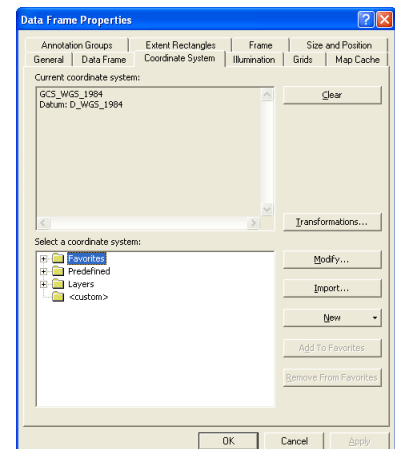 Data Frame Properties
Annotation Groups Extent Rectangles Frame Size and Position
General Data Frame Coordinate System Illumination Grids Map Cache
Current coordinate system:
GCS_WGS_1984
Datum: D_WGS_1984
Clear
Transformations...
Select a coordinate system:
Favorites
Predefined
Layers
<custom>
Modify...
Import...
New
Add To Favorites
Remove From Favorites
OK Cancel Apply